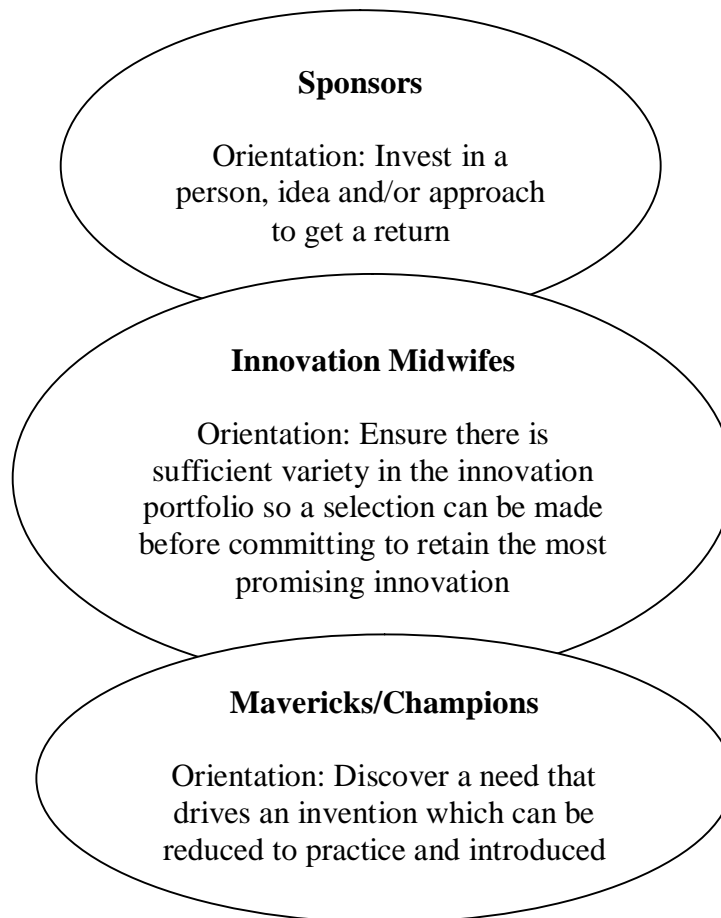 Sponsors
Orientation: Invest in a
person, idea and/or approach
to get a return
Innovation Midwifes
Orientation: Ensure there is
sufficient variety in the innovation
portfolio so a selection can be made
before committing to retain the most
promising innovation
Mavericks/Champions
Orientation: Discover a need that
drives an invention which can be
reduced to practice and introduced